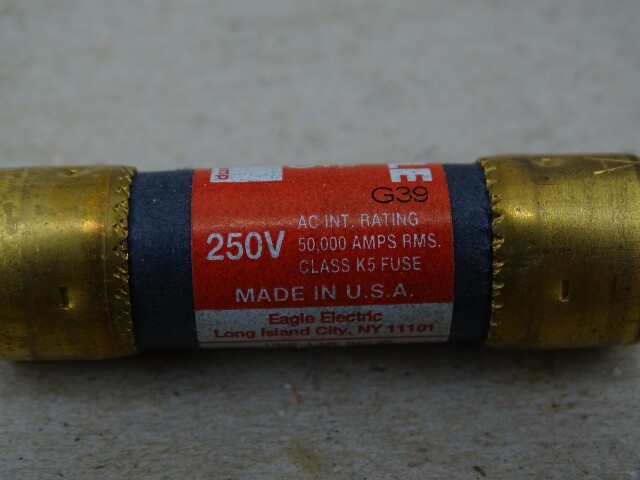 LE
G39
250V
AC INT. RATING
50,000 AMPS RMS.
CLASS K5 FUSE
MADE IN U.S.A.
Eagle Electric
Long Island City, NY 11101